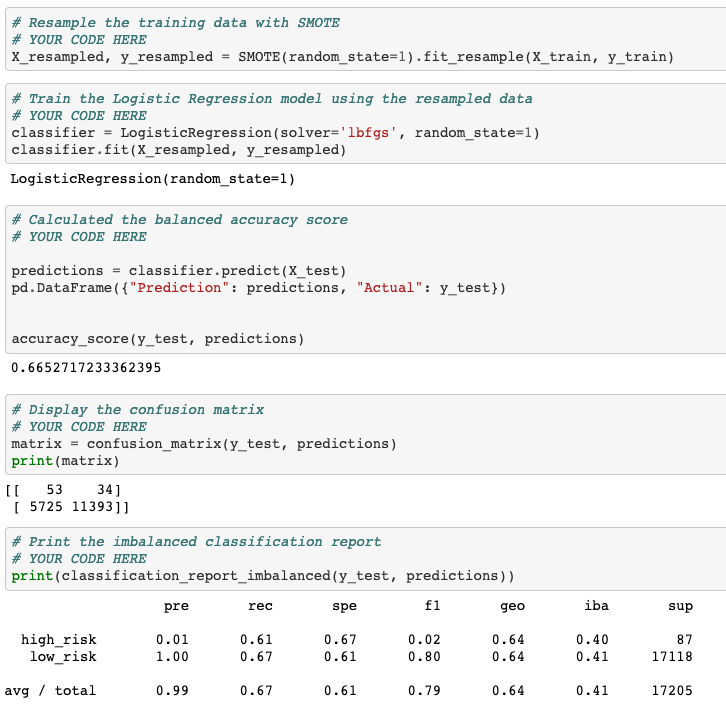 # Resample the training data with SMOTE
# YOUR CODE HERE
X_resampled, y_resampled = SMOTE(random_state=1).fit_resample(X_train, y_train)
# Train the Logistic Regression model using the resampled data
# YOUR CODE HERE
classifier = LogisticRegression(solver='lbfgs', random_state=1)
classifier.fit(X_resampled, y_resampled)
LogisticRegression(random_state=1)
# Calculated the balanced accuracy score
# YOUR CODE HERE
predictions = classifier.predict(X_test)
pd.DataFrame({"Prediction": predictions, "Actual": y_test})
accuracy_score(y_test, predictions)
0.6652717233362395
# Display the confusion matrix
# YOUR CODE HERE
matrix = confusion_matrix(y_test, predictions)
print(matrix)
[[   53    34]
 [ 5725 11393]]
# Print the imbalanced classification report
# YOUR CODE HERE
print(classification_report_imbalanced(y_test, predictions))
pre rec spe f1 geo iba sup
high_risk 0.01 0.61 0.67 0.02 0.64 0.40 87
low_risk 1.00 0.67 0.61 0.80 0.64 0.41 17118
avg / total 0.99 0.67 0.61 0.79 0.64 0.41 17205